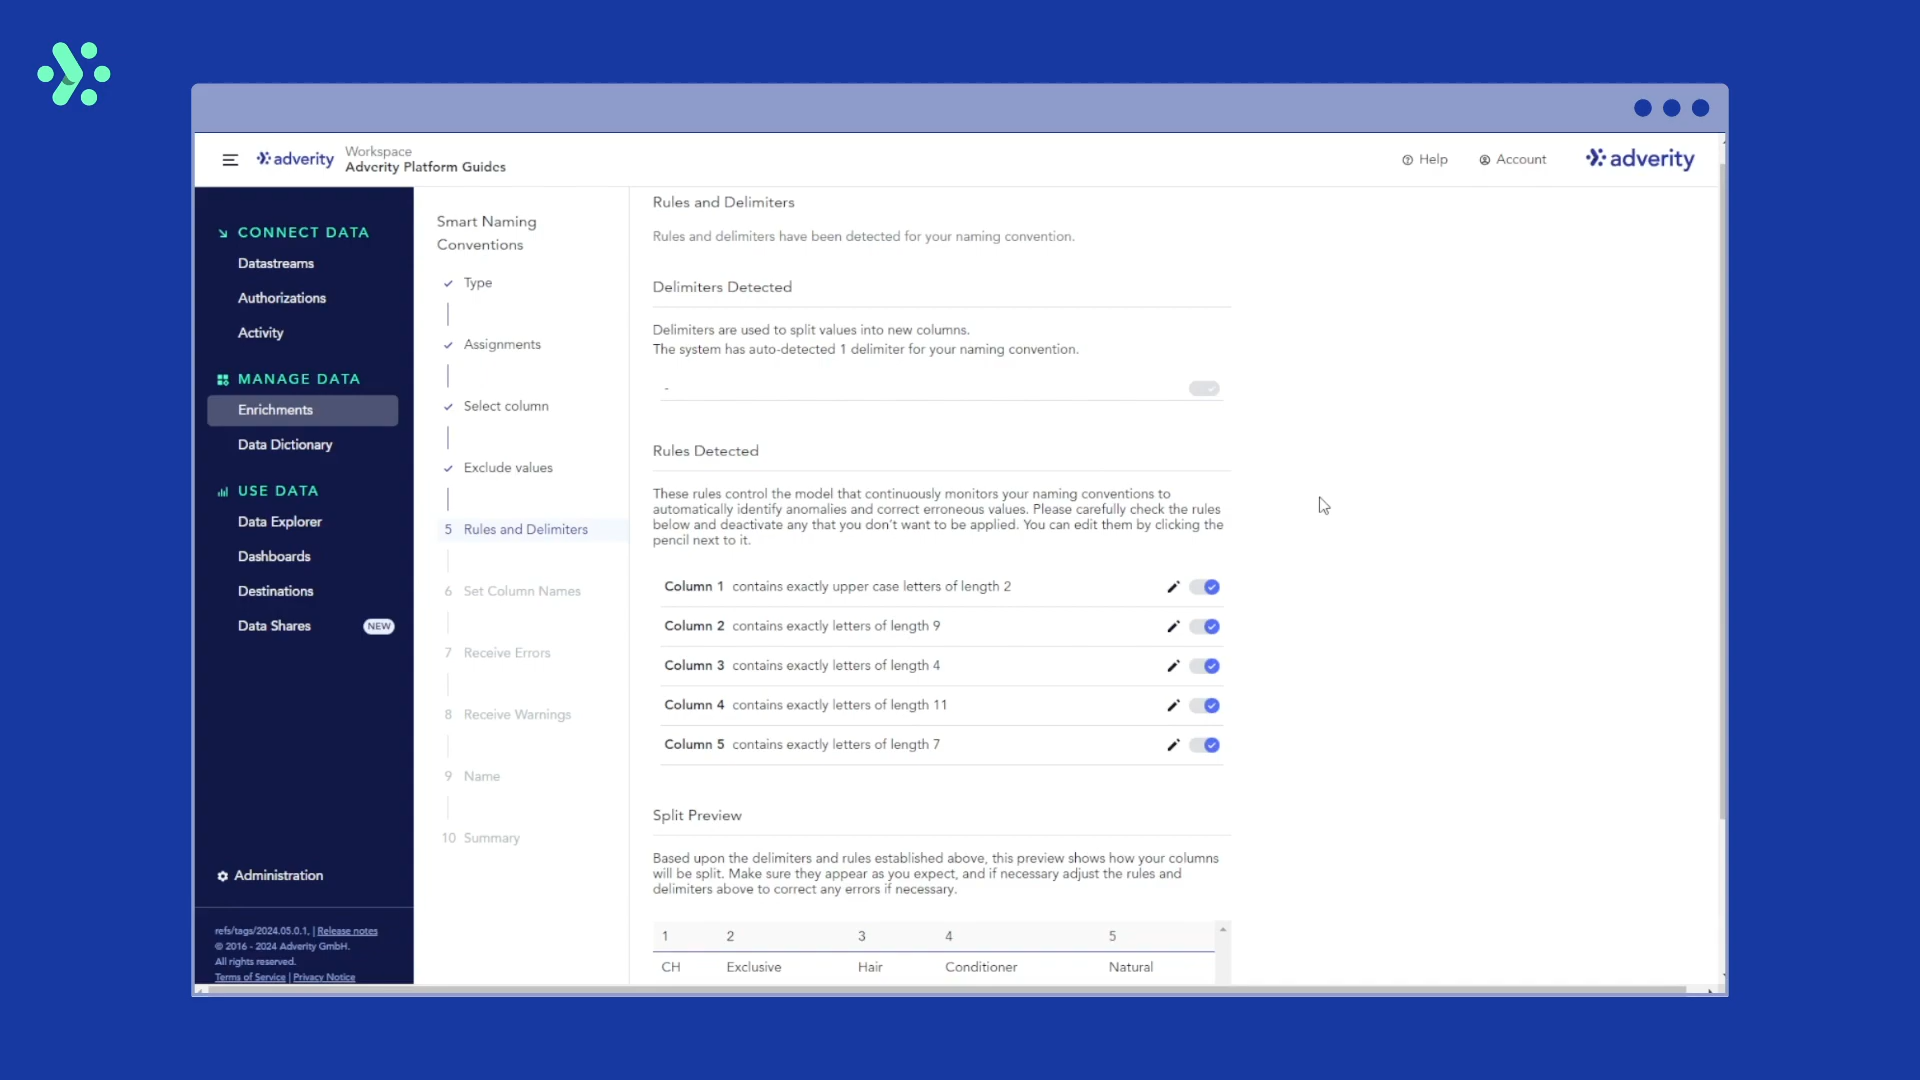 adverity
Workspace
Adverity Platform Guides
Help
Account
adverity
CONNECT DATA
Datastreams
Authorizations
Activity
MANAGE DATA
Enrichments
Data Dictionary
USE DATA
Data Explorer
Dashboards
Destinations
Data Shares NEW
Administration
refs/tags/2024.05.0.1, | Release notes
© 2016 - 2024 Adverity GmbH.
All rights reserved.
Terms of Service | Privacy Notice
Smart Naming
Conventions
Type
Assignments
Select column
Exclude values
5 Rules and Delimiters
6 Set Column Names
7 Receive Errors
8 Receive Warnings
9 Name
10 Summary
Rules and Delimiters
Rules and delimiters have been detected for your naming convention.
Delimiters Detected
Delimiters are used to split values into new columns.
The system has auto-detected 1 delimiter for your naming convention.
-
Rules Detected
These rules control the model that continuously monitors your naming conventions to
automatically identify anomalies and correct erroneous values. Please carefully check the rules
below and deactivate any that you don't want to be applied. You can edit them by clicking the
pencil next to it.
Column 1 contains exactly upper case letters of length 2
Column 2 contains exactly letters of length 9
Column 3 contains exactly letters of length 4
Column 4 contains exactly letters of length 11
Column 5 contains exactly letters of length 7
Split Preview
Based upon the delimiters and rules established above, this preview shows how your columns
will be split. Make sure they appear as you expect, and if necessary adjust the rules and
delimiters above to correct any errors if necessary.
1 2 3 4 5
CH Exclusive Hair Conditioner Natural